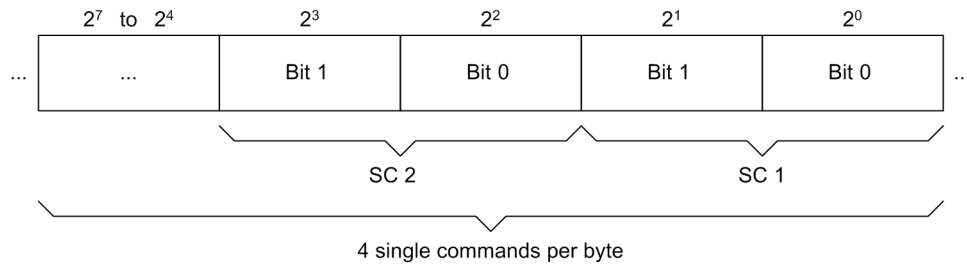 2⁷ to 2⁴ 2³ 2² 2¹ 2⁰
... ... Bit 1 Bit 0 Bit 1 Bit 0 ..
SC 2 SC 1
4 single commands per byte